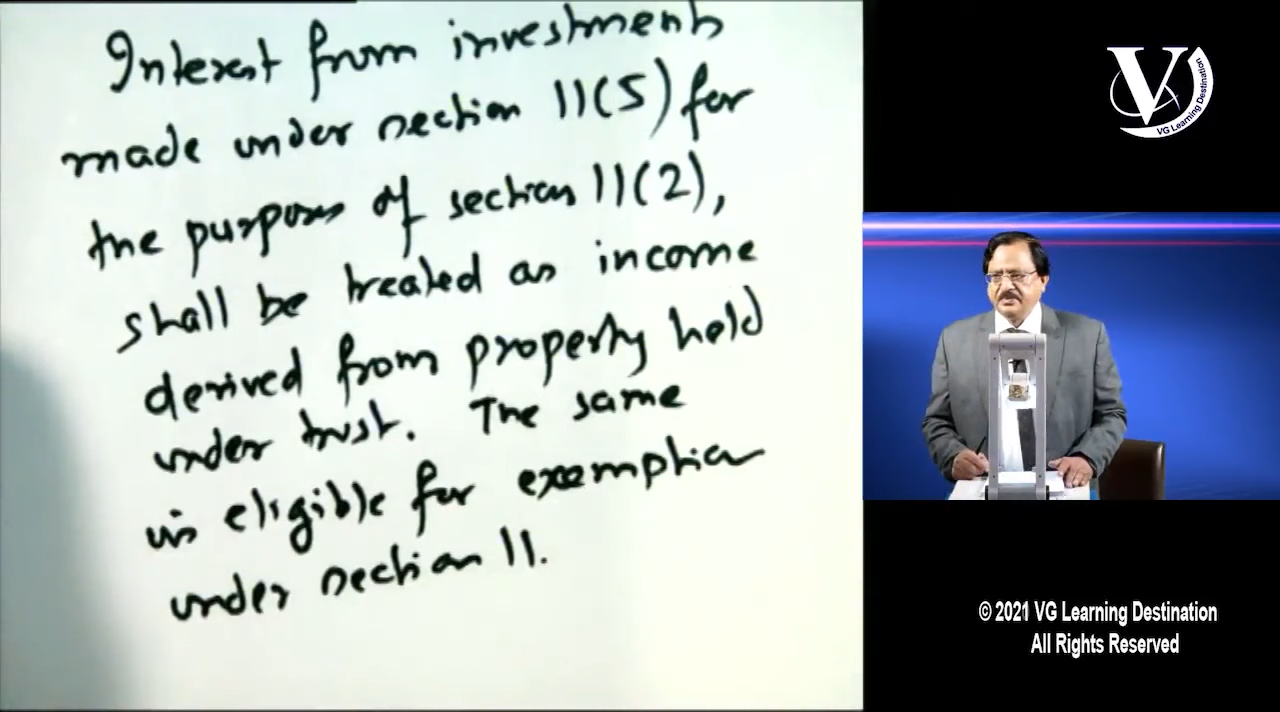 Interest from investments
made under section 11(5) for
the purposes of section 11(2),
shall be treated as income
derived from property held
under trust. The same
is eligible for exemption
under section 11.
V
VG Learning Destination
© 2021 VG Learning Destination
All Rights Reserved